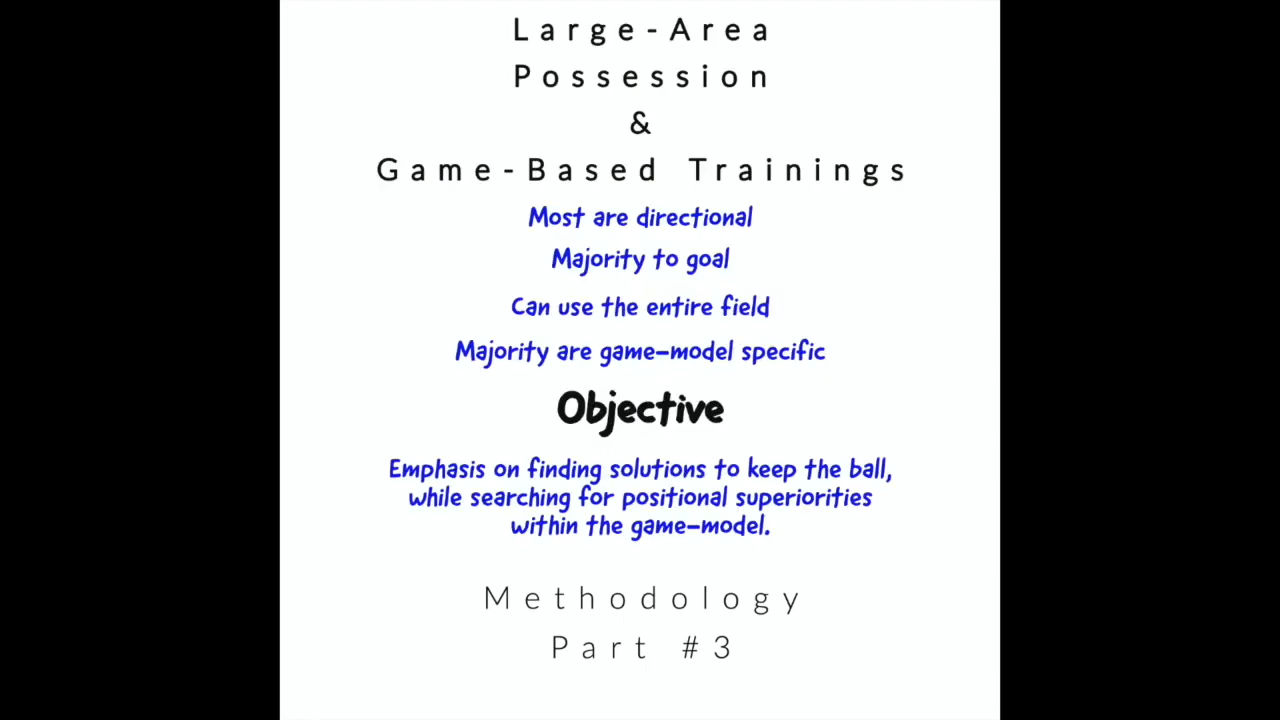 Large-Area
Possession
&
Game-Based Trainings
Most are directional
Majority to goal
Can use the entire field
Majority are game-model specific
Objective
Emphasis on finding solutions to keep the ball,
while searching for positional superiorities
within the game-model.
Methodology
Part #3